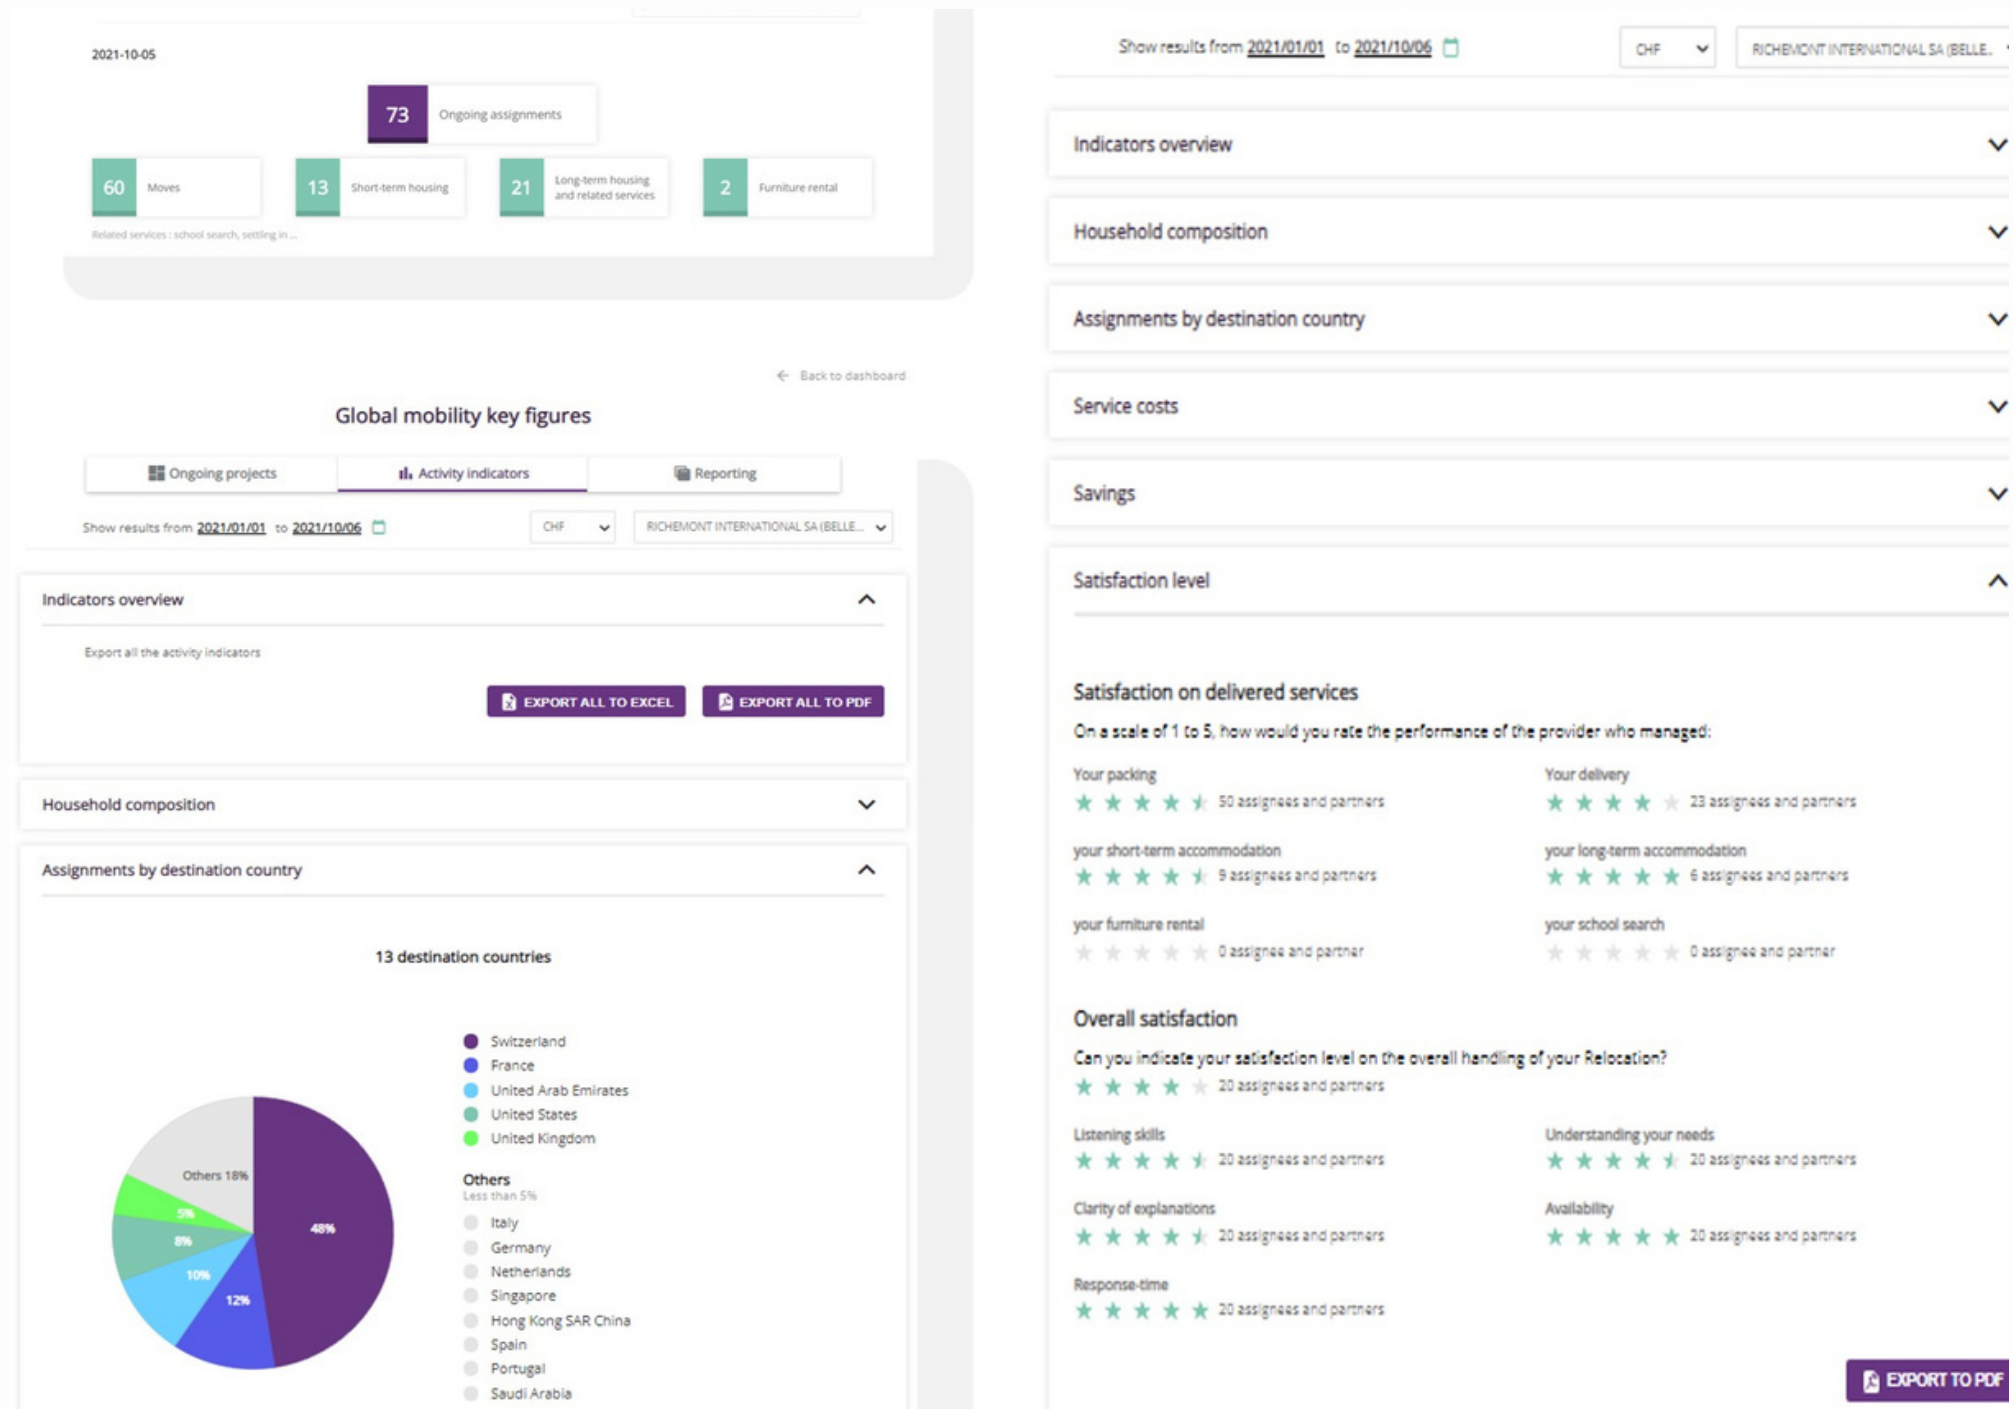 2021-10-05
73 Ongoing assignments
60 Moves
13 Short-term housing
21 Long-term housing
and related services
2 Furniture rental
Related services : school search, settling in ...
Back to dashboard
Global mobility key figures
Ongoing projects
Activity indicators
Reporting
Show results from 2021/01/01 to 2021/10/06
CHF
RICHEMONT INTERNATIONAL SA (BELLE...
Indicators overview
Export all the activity indicators
EXPORT ALL TO EXCEL
EXPORT ALL TO PDF
Household composition
Assignments by destination country
13 destination countries
Switzerland
France
United Arab Emirates
United States
United Kingdom
Others
Less than 5%
Italy
Germany
Netherlands
Singapore
Hong Kong SAR China
Spain
Portugal
Saudi Arabia
Others 18%
5%
8%
10%
12%
48%
Show results from 2021/01/01 to 2021/10/06
CHF
RICHEMONT INTERNATIONAL SA (BELLE..
Indicators overview
Household composition
Assignments by destination country
Service costs
Savings
Satisfaction level
Satisfaction on delivered services
On a scale of 1 to 5, how would you rate the performance of the provider who managed:
Your packing
50 assignees and partners
Your delivery
23 assignees and partners
your short-term accommodation
9 assignees and partners
your long-term accommodation
6 assignees and partners
your furniture rental
0 assignee and partner
your school search
0 assignee and partner
Overall satisfaction
Can you indicate your satisfaction level on the overall handling of your Relocation?
20 assignees and partners
Listening skills
20 assignees and partners
Understanding your needs
20 assignees and partners
Clarity of explanations
20 assignees and partners
Availability
20 assignees and partners
Response-time
20 assignees and partners
EXPORT TO PDF